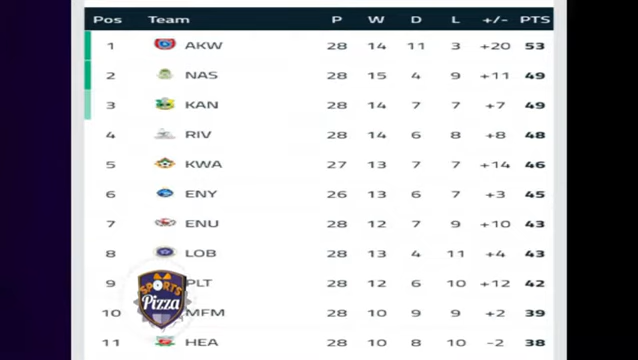 Pos Team P W D L +/- PTS
1 AKW 28 14 11 3 +20 53
2 NAS 28 15 4 9 +11 49
3 KAN 28 14 7 7 +7 49
4 RIV 28 14 6 8 +8 48
5 KWA 27 13 7 7 +14 46
6 ENY 26 13 6 7 +3 45
7 ENU 28 12 7 9 +10 43
8 LOB 28 13 4 11 +4 43
9 PLT 28 12 6 10 +12 42
SPORTS
Pizza
10 MFM 28 10 9 9 +2 39
11 HEA 28 10 8 10 -2 38